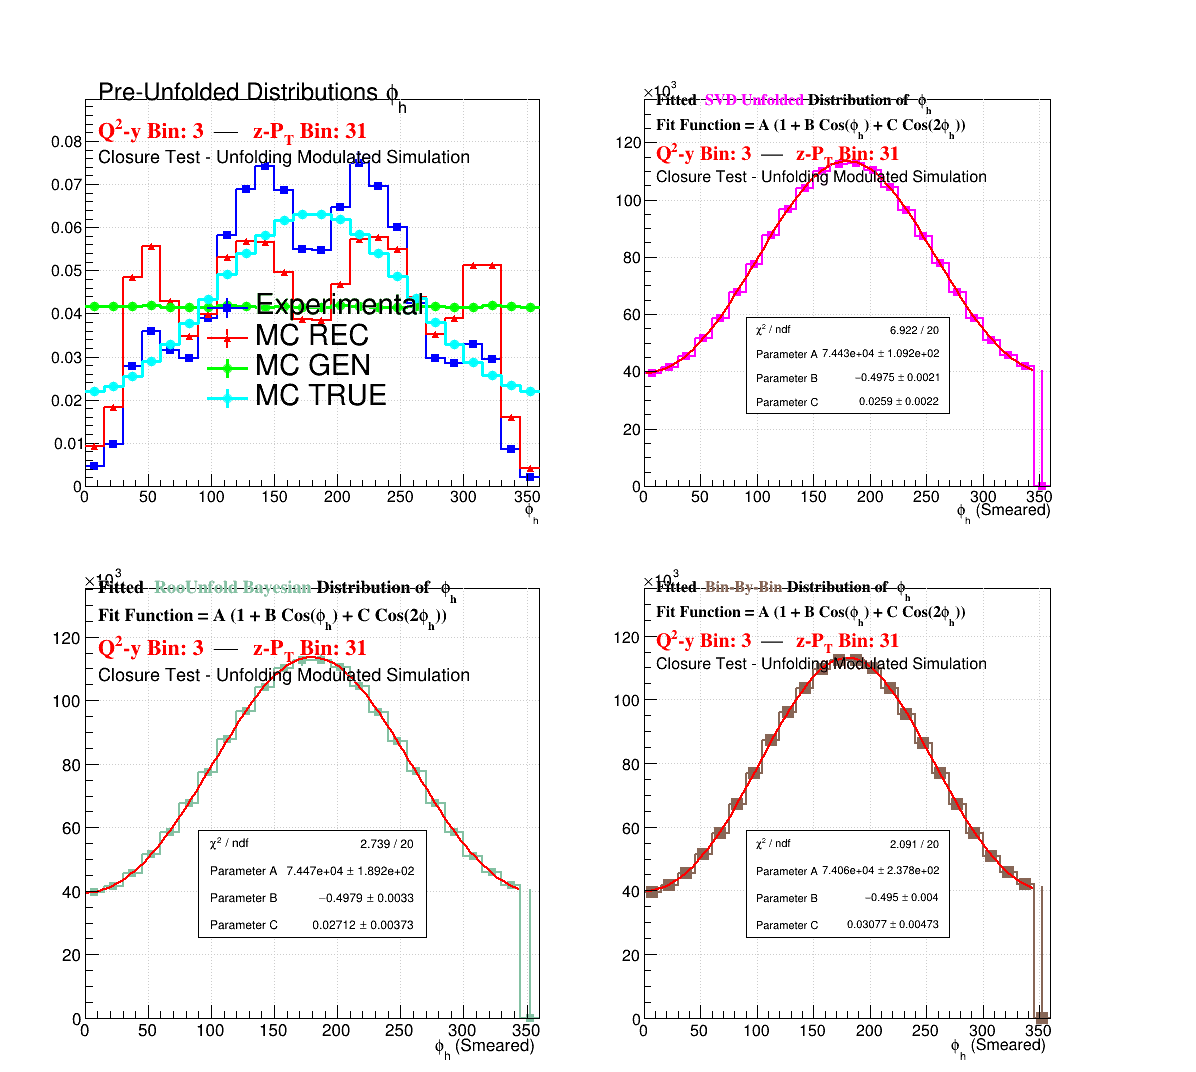 Pre-Unfolded Distributions ϕh
Q²-y Bin: 3 — z-PT Bin: 31
Closure Test - Unfolding Modulated Simulation
0.08
0.07
0.06
0.05
0.04
0.03
0.02
0.01
0
Experimental
MC REC
MC GEN
MC TRUE
0 50 100 150 200 250 300 350
ϕh
×10³
Fitted SVD Unfolded Distribution of ϕh
Fit Function = A (1 + B Cos(ϕh) + C Cos(2ϕh))
Q²-y Bin: 3 — z-PT Bin: 31
Closure Test - Unfolding Modulated Simulation
120
100
80
60
40
20
0
χ² / ndf 6.922 / 20
Parameter A 7.443e+04 ± 1.092e+02
Parameter B −0.4975 ± 0.0021
Parameter C 0.0259 ± 0.0022
0 50 100 150 200 250 300 350
ϕh (Smeared)
×10³
Fitted RooUnfold Bayesian Distribution of ϕh
Fit Function = A (1 + B Cos(ϕh) + C Cos(2ϕh))
Q²-y Bin: 3 — z-PT Bin: 31
Closure Test - Unfolding Modulated Simulation
120
100
80
60
40
20
0
χ² / ndf 2.739 / 20
Parameter A 7.447e+04 ± 1.892e+02
Parameter B −0.4979 ± 0.0033
Parameter C 0.02712 ± 0.00373
0 50 100 150 200 250 300 350
ϕh (Smeared)
×10³
Fitted Bin-By-Bin Distribution of ϕh
Fit Function = A (1 + B Cos(ϕh) + C Cos(2ϕh))
Q²-y Bin: 3 — z-PT Bin: 31
Closure Test - Unfolding Modulated Simulation
120
100
80
60
40
20
0
χ² / ndf 2.091 / 20
Parameter A 7.406e+04 ± 2.378e+02
Parameter B −0.495 ± 0.004
Parameter C 0.03077 ± 0.00473
0 50 100 150 200 250 300 350
ϕh (Smeared)